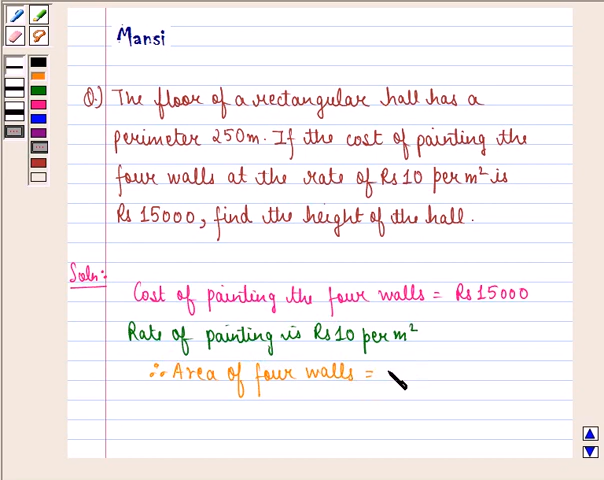 Mansi
Q.) The floor of a rectangular hall has a
perimeter 250m. If the cost of painting the
four walls at the rate of Rs 10 per m² is
Rs 15000, find the height of the hall.
Soln:
Cost of painting the four walls = Rs 15000
Rate of painting is Rs 10 per m²
∴ Area of four walls =